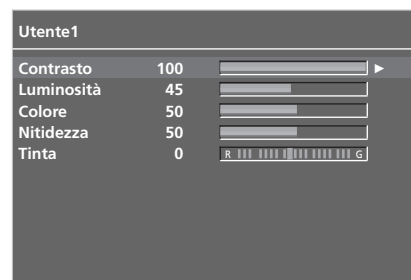 Utente1
Contrasto 100 ►
Luminosità 45
Colore 50
Nitidezza 50
Tinta 0 R G